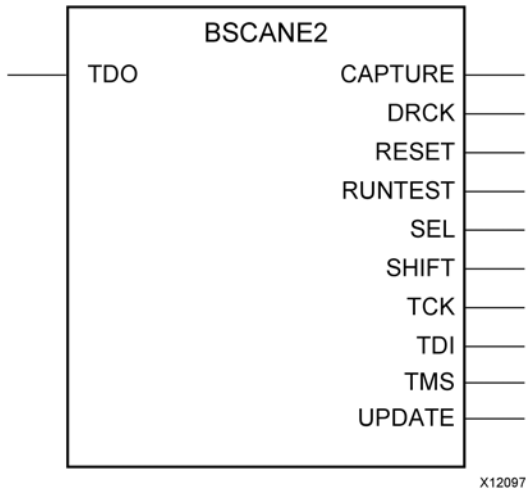 BSCANE2
TDO CAPTURE
DRCK
RESET
RUNTEST
SEL
SHIFT
TCK
TDI
TMS
UPDATE
X12097